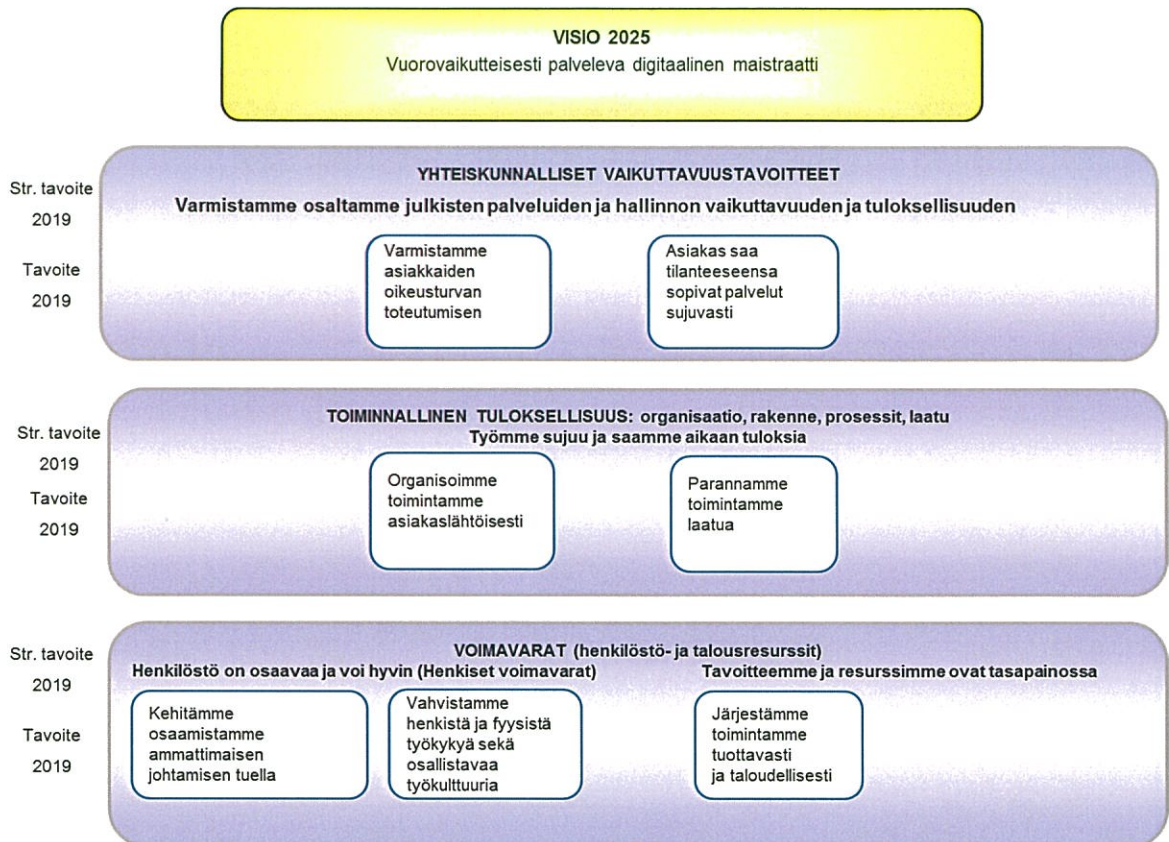 VISIO 2025
Vuorovaikutteisesti palveleva digitaalinen maistraatti
Str. tavoite
2019
Tavoite
2019
YHTEISKUNNALLISET VAIKUTTAVUUSTAVOITTEET
Varmistamme osaltamme julkisten palveluiden ja hallinnon vaikuttavuuden ja tuloksellisuuden
Varmistamme
asiakkaiden
oikeusturvan
toteutumisen
Asiakas saa
tilanteeseensa
sopivat palvelut
sujuvasti
Str. tavoite
2019
Tavoite
2019
TOIMINNALLINEN TULOKSELLISUUS: organisaatio, rakenne, prosessit, laatu
Työmme sujuu ja saamme aikaan tuloksia
Organisoimme
toimintamme
asiakaslähtöisesti
Parannamme
toimintamme
laatua
Str. tavoite
2019
Tavoite
2019
VOIMAVARAT (henkilöstö- ja talousresurssit)
Henkilöstö on osaavaa ja voi hyvin (Henkiset voimavarat)
Tavoitteemme ja resurssimme ovat tasapainossa
Kehitämme
osaamistamme
ammattimaisen
johtamisen tuella
Vahvistamme
henkistä ja fyysistä
työkykyä sekä
osallistavaa
työkulttuuria
Järjestämme
toimintamme
tuottavasti
ja taloudellisesti